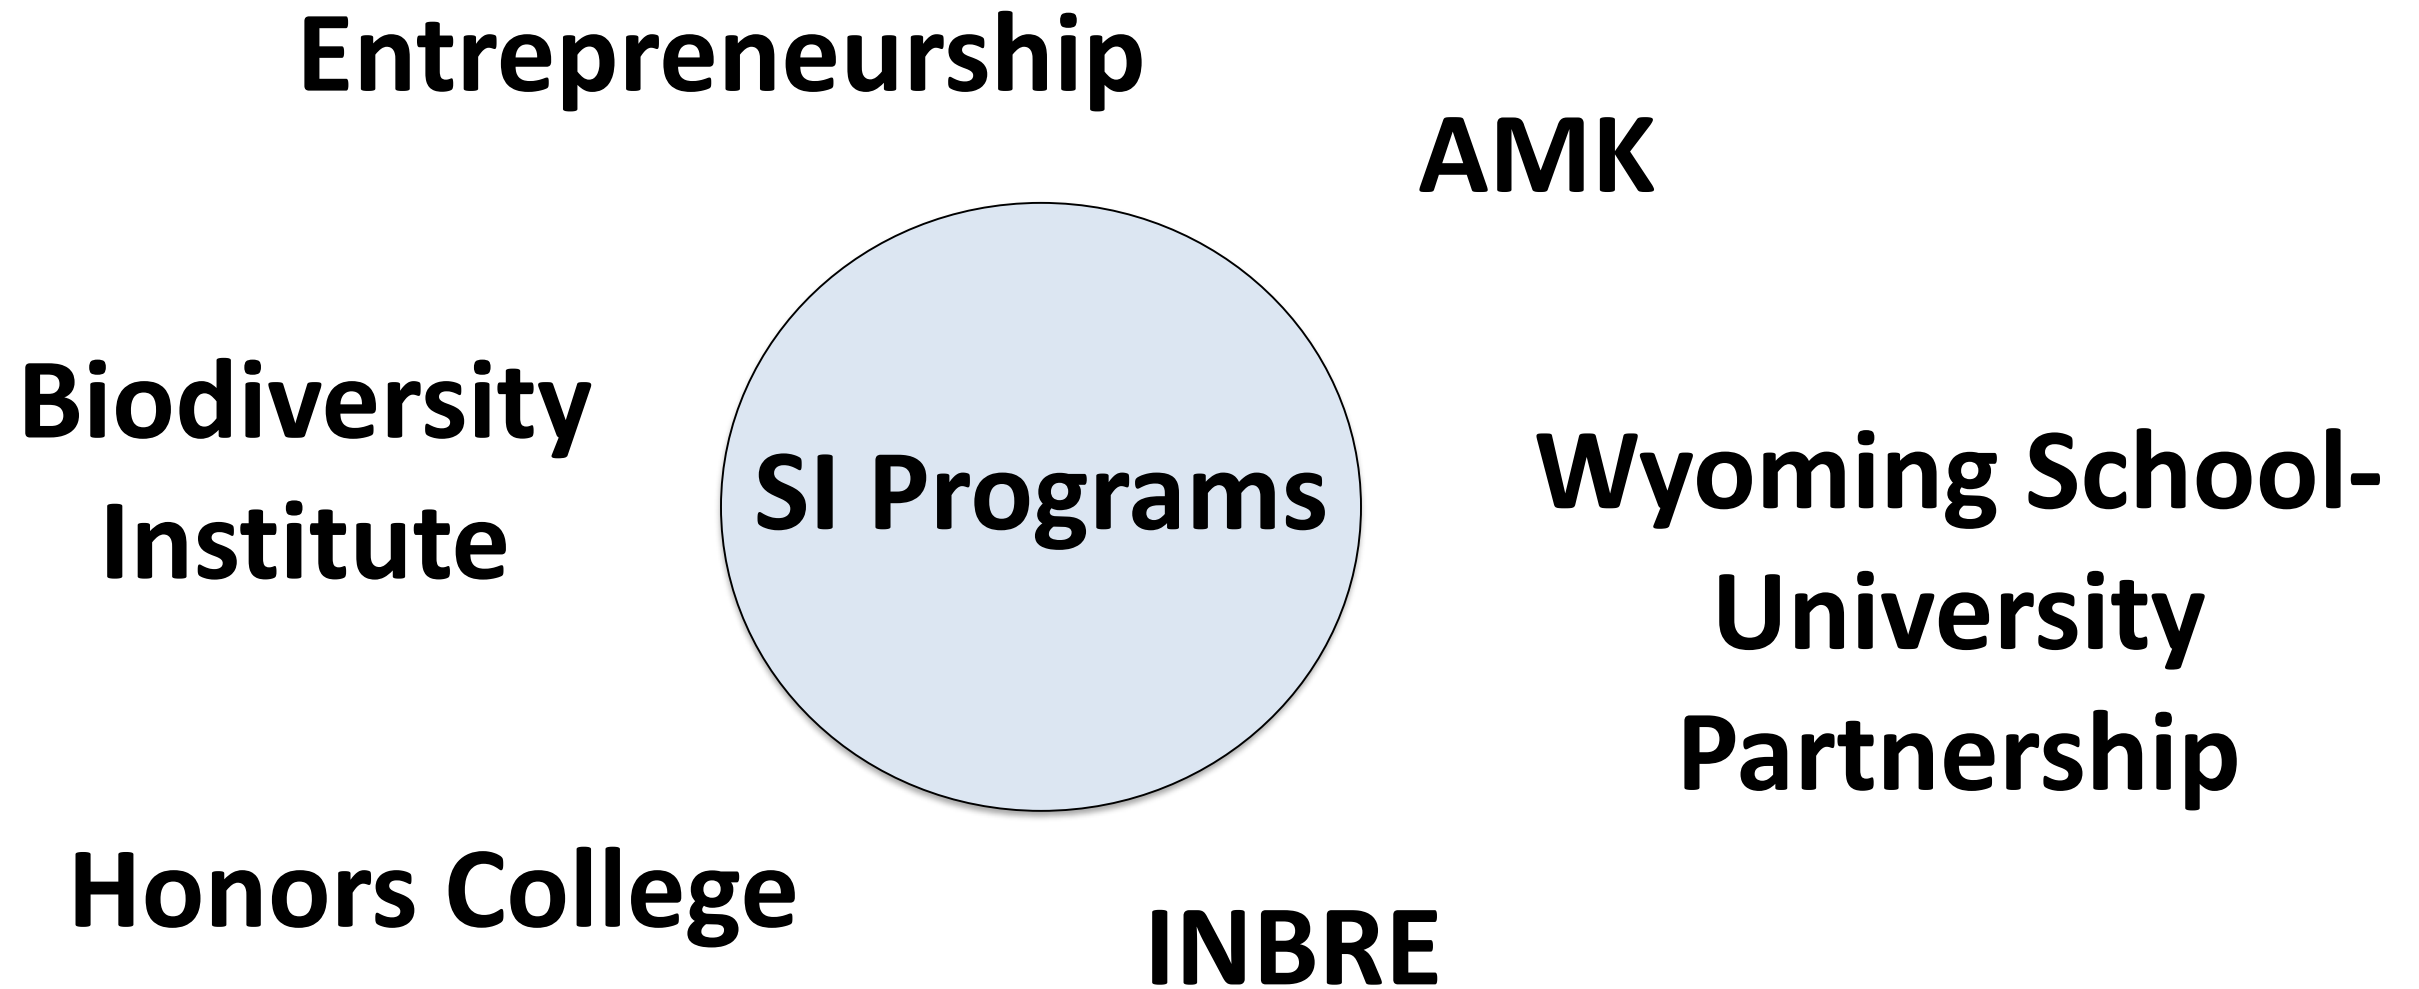 Entrepreneurship
AMK
Biodiversity
Institute
SI Programs
Wyoming School-
University
Partnership
Honors College
INBRE